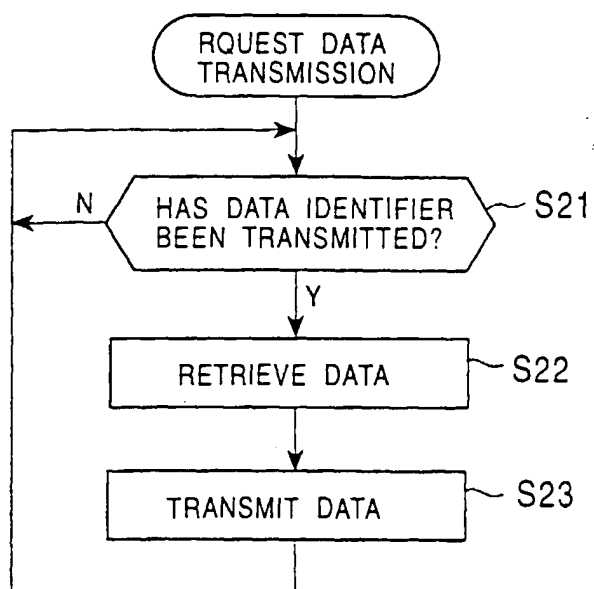 RQUEST DATA
TRANSMISSION
N
HAS DATA IDENTIFIER
BEEN TRANSMITTED?
S21
Y
RETRIEVE DATA
S22
TRANSMIT DATA
S23